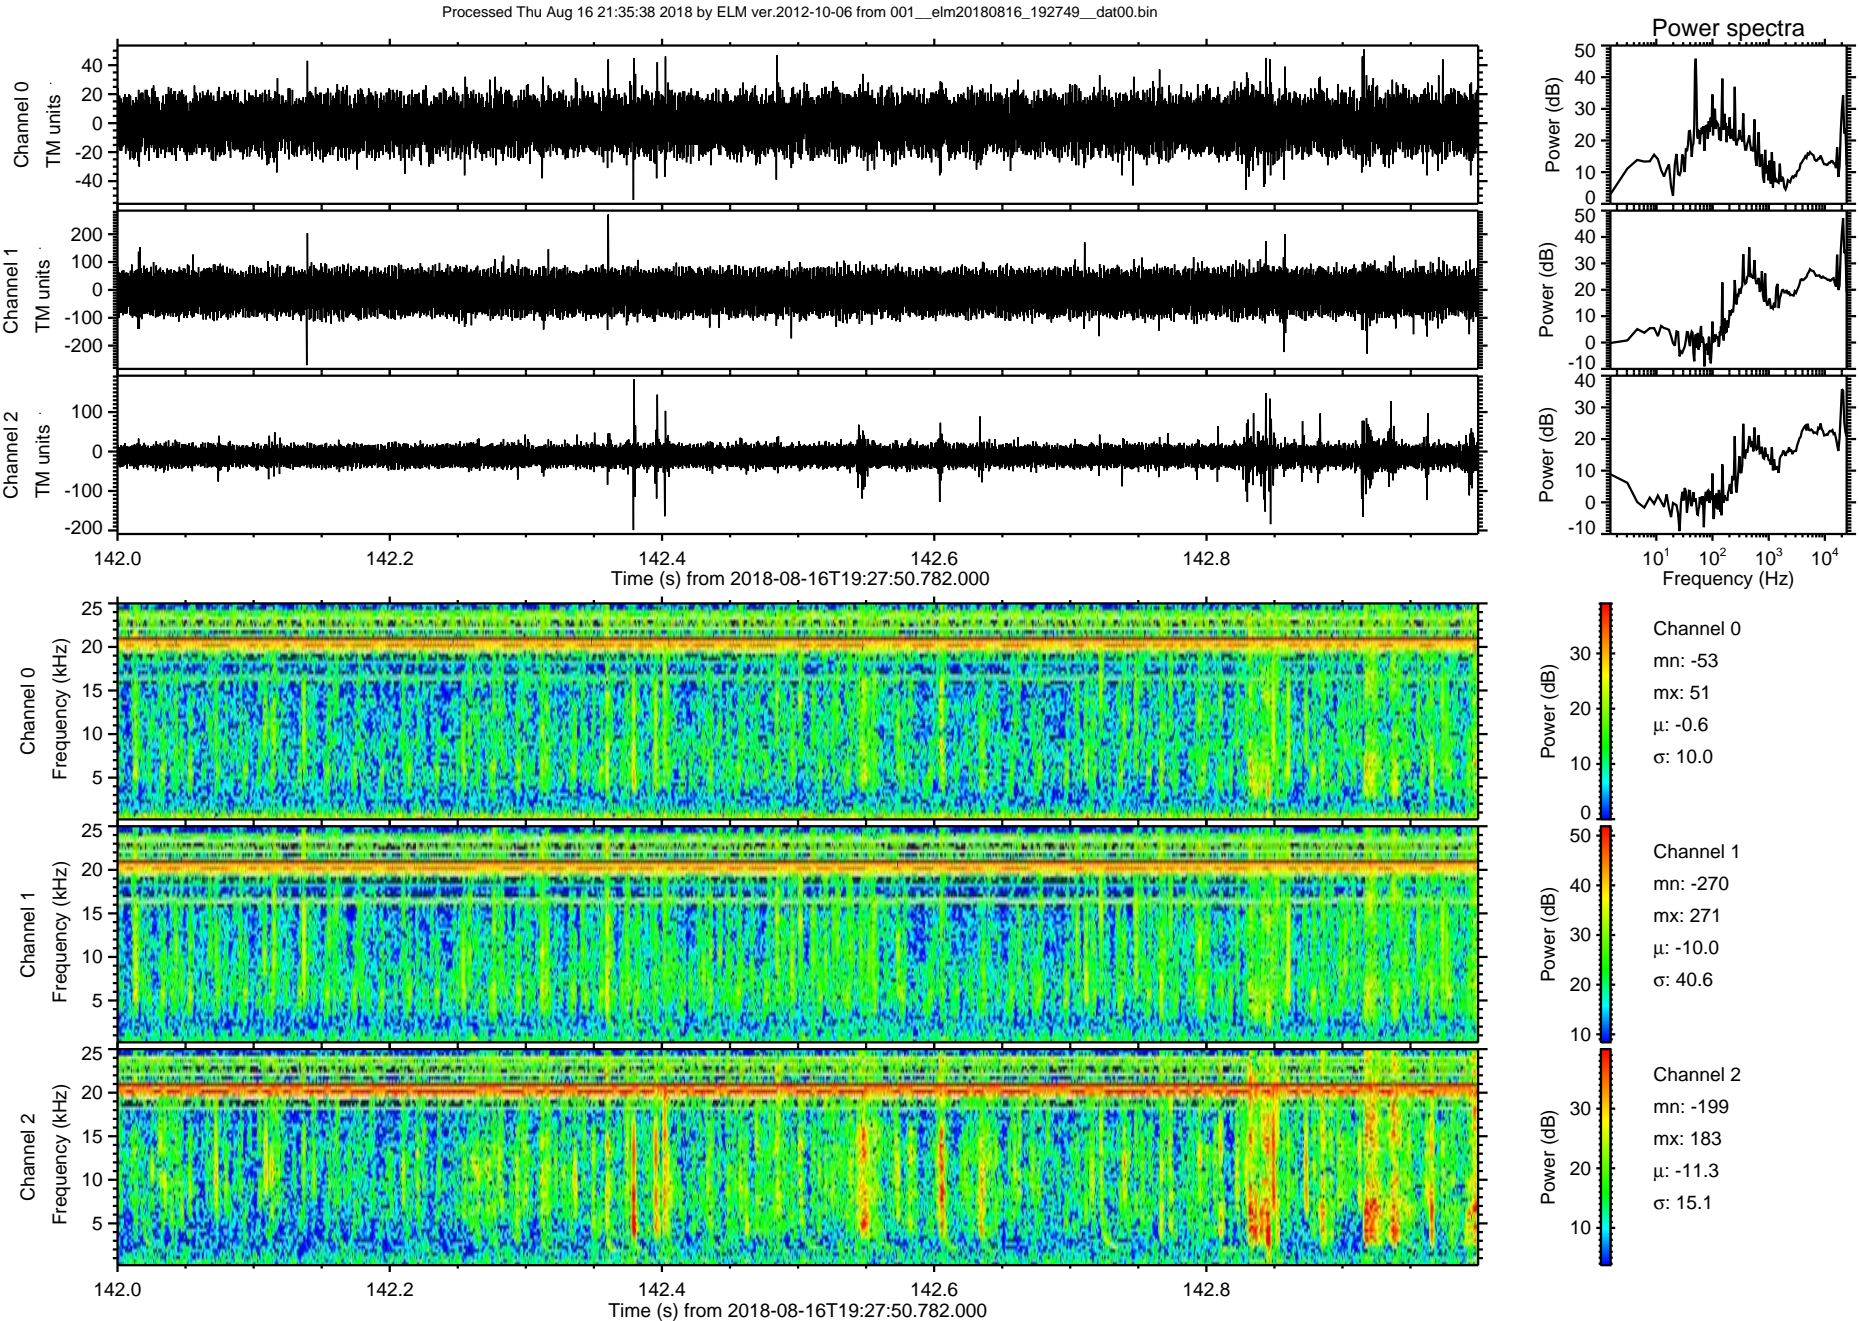 Processed Thu Aug 16 21:35:38 2018 by ELM ver.2012-10-06 from 001__elm20180816_192749__dat00.bin
Power spectra
Channel 0
TM units
40
20
0
-20
-40
Power (dB)
50
40
30
20
10
0
Channel 1
TM units
200
100
0
-100
-200
Power (dB)
50
40
30
20
10
0
-10
Channel 2
TM units
100
0
-100
-200
Power (dB)
40
30
20
10
0
-10
142.0 142.2 142.4 142.6 142.8
Time (s) from 2018-08-16T19:27:50.782.000
10^1 10^2 10^3 10^4
Frequency (Hz)
Channel 0
Frequency (kHz)
25
20
15
10
5
Power (dB)
30
20
10
0
Channel 0
mn: -53
mx: 51
μ: -0.6
σ: 10.0
Channel 1
Frequency (kHz)
25
20
15
10
5
Power (dB)
50
40
30
20
10
Channel 1
mn: -270
mx: 271
μ: -10.0
σ: 40.6
Channel 2
Frequency (kHz)
25
20
15
10
5
Power (dB)
30
20
10
Channel 2
mn: -199
mx: 183
μ: -11.3
σ: 15.1
142.0 142.2 142.4 142.6 142.8
Time (s) from 2018-08-16T19:27:50.782.000